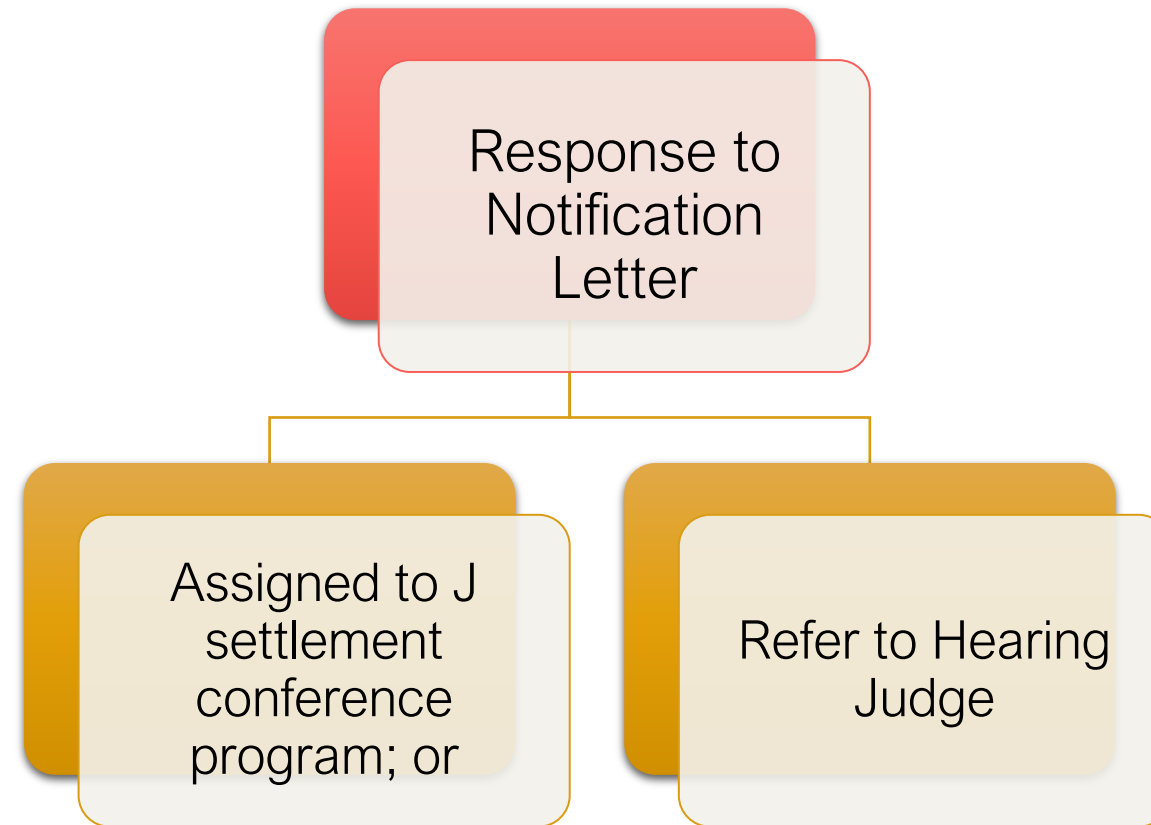 Response to
Notification
Letter
Assigned to J
settlement
conference
program; or
Refer to Hearing
Judge